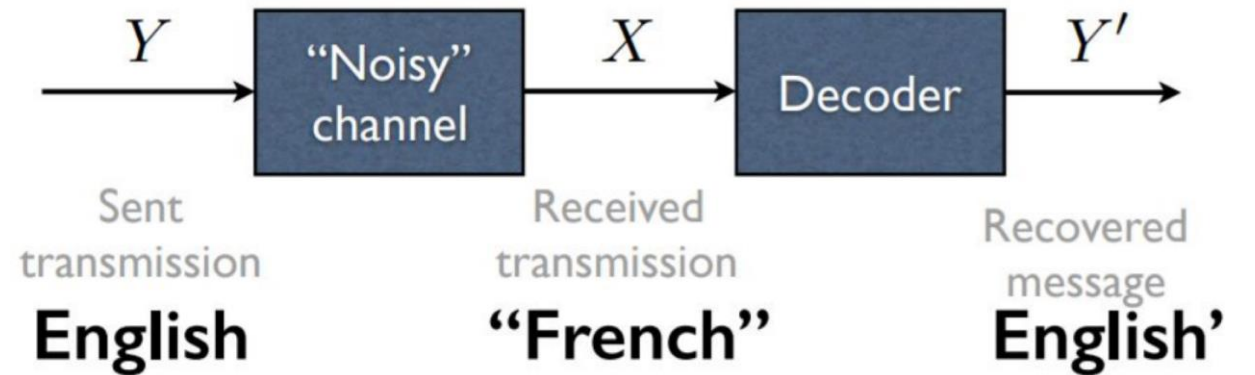 Y
“Noisy”
channel
X
Decoder
Y′
Sent
transmission
Received
transmission
Recovered
message
English
“French”
English’